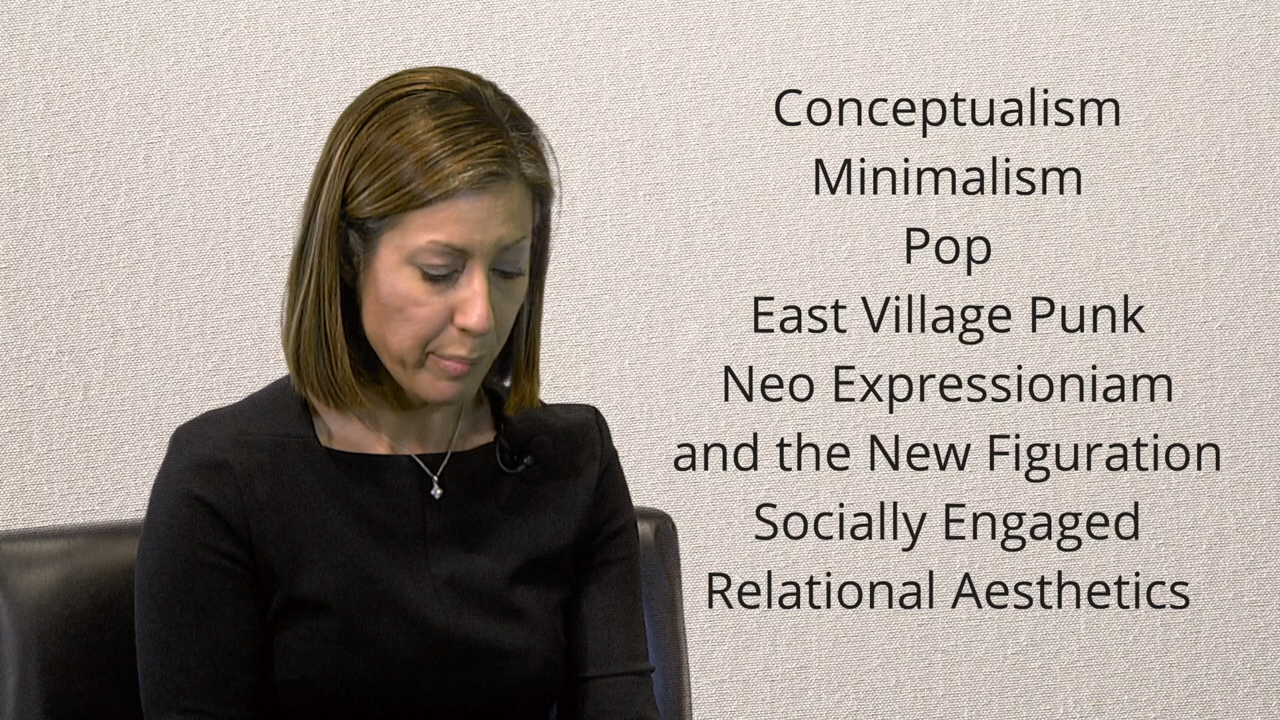 Conceptualism
Minimalism
Pop
East Village Punk
Neo Expressioniam
and the New Figuration
Socially Engaged
Relational Aesthetics